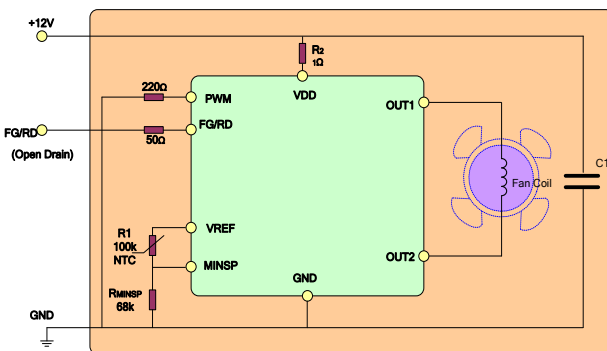 +12V
R2
1Ω
220Ω
PWM
VDD
OUT1
FG/RD
FG/RD
50Ω
(Open Drain)
C1
Fan Coil
R1
100k
NTC
VREF
MINSP
OUT2
GND
RMINSP
68k
GND